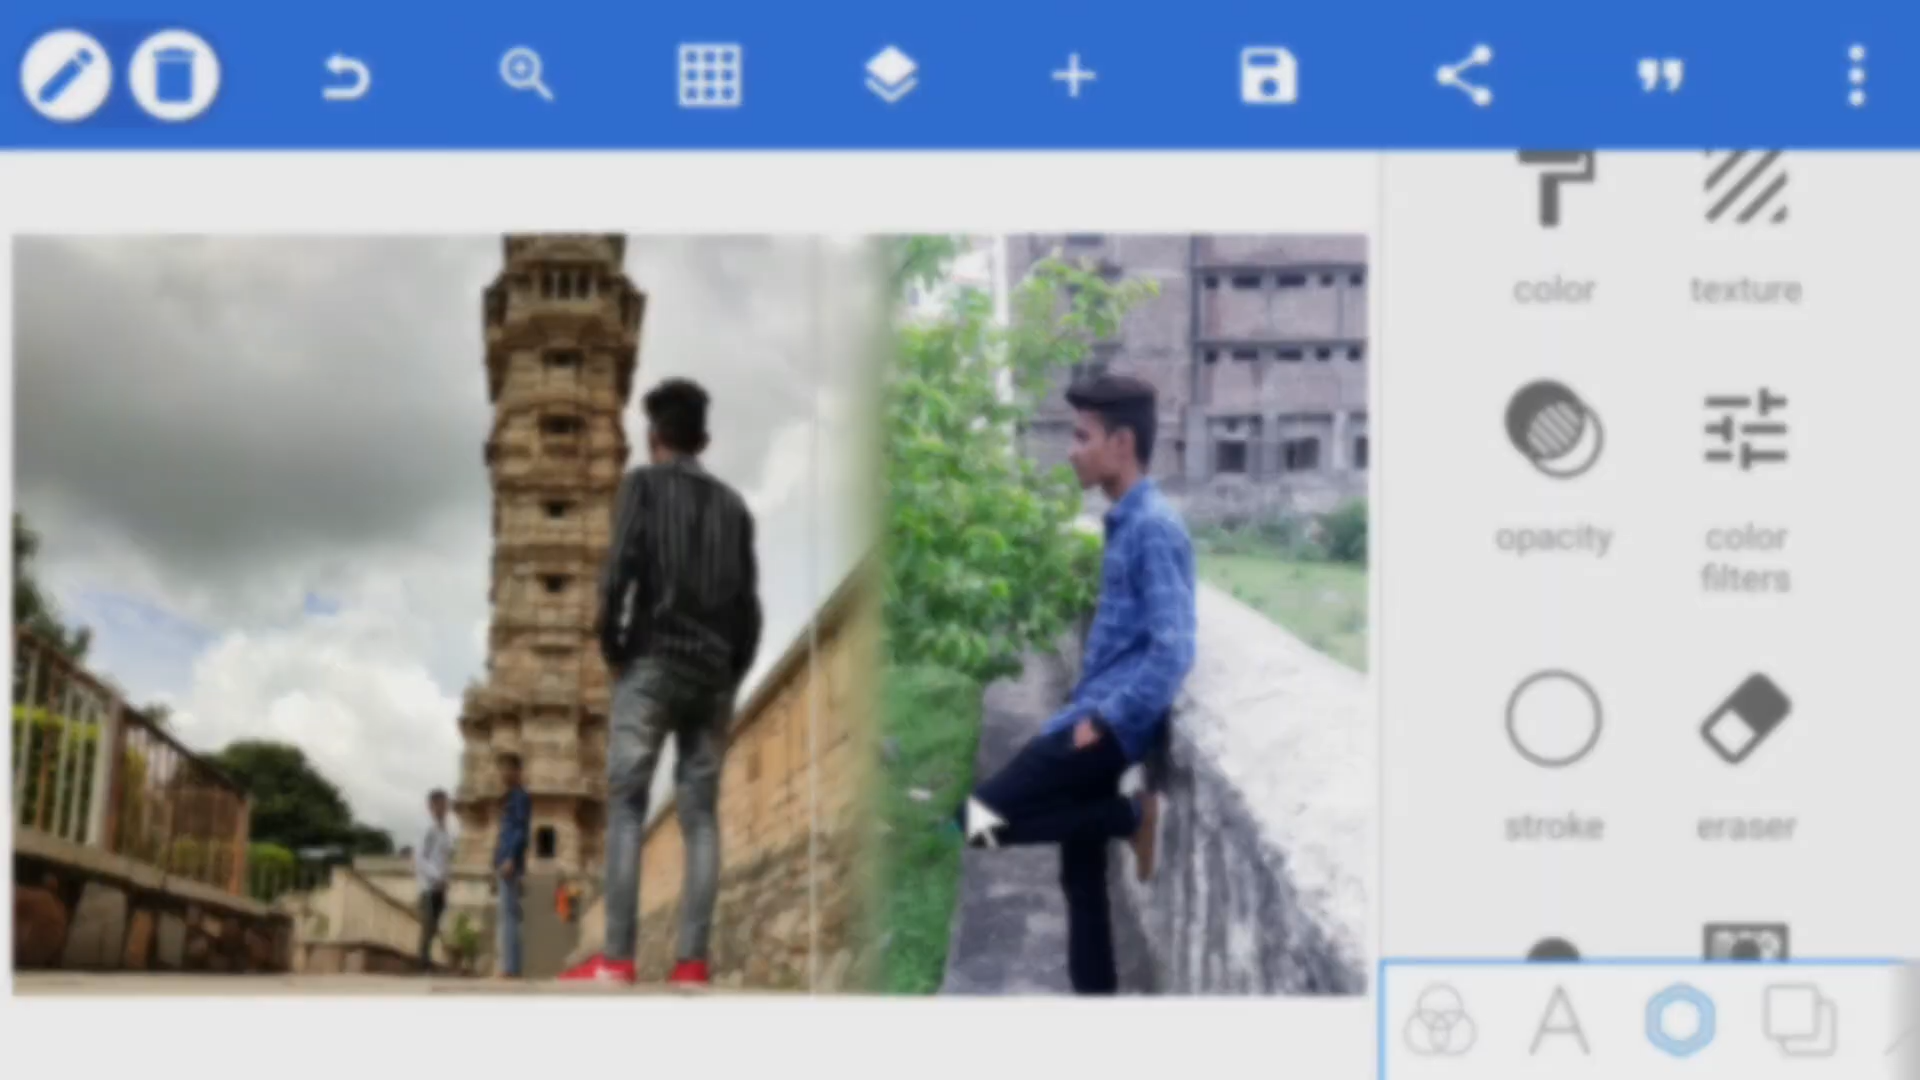 color texture
opacity color
filters
stroke eraser